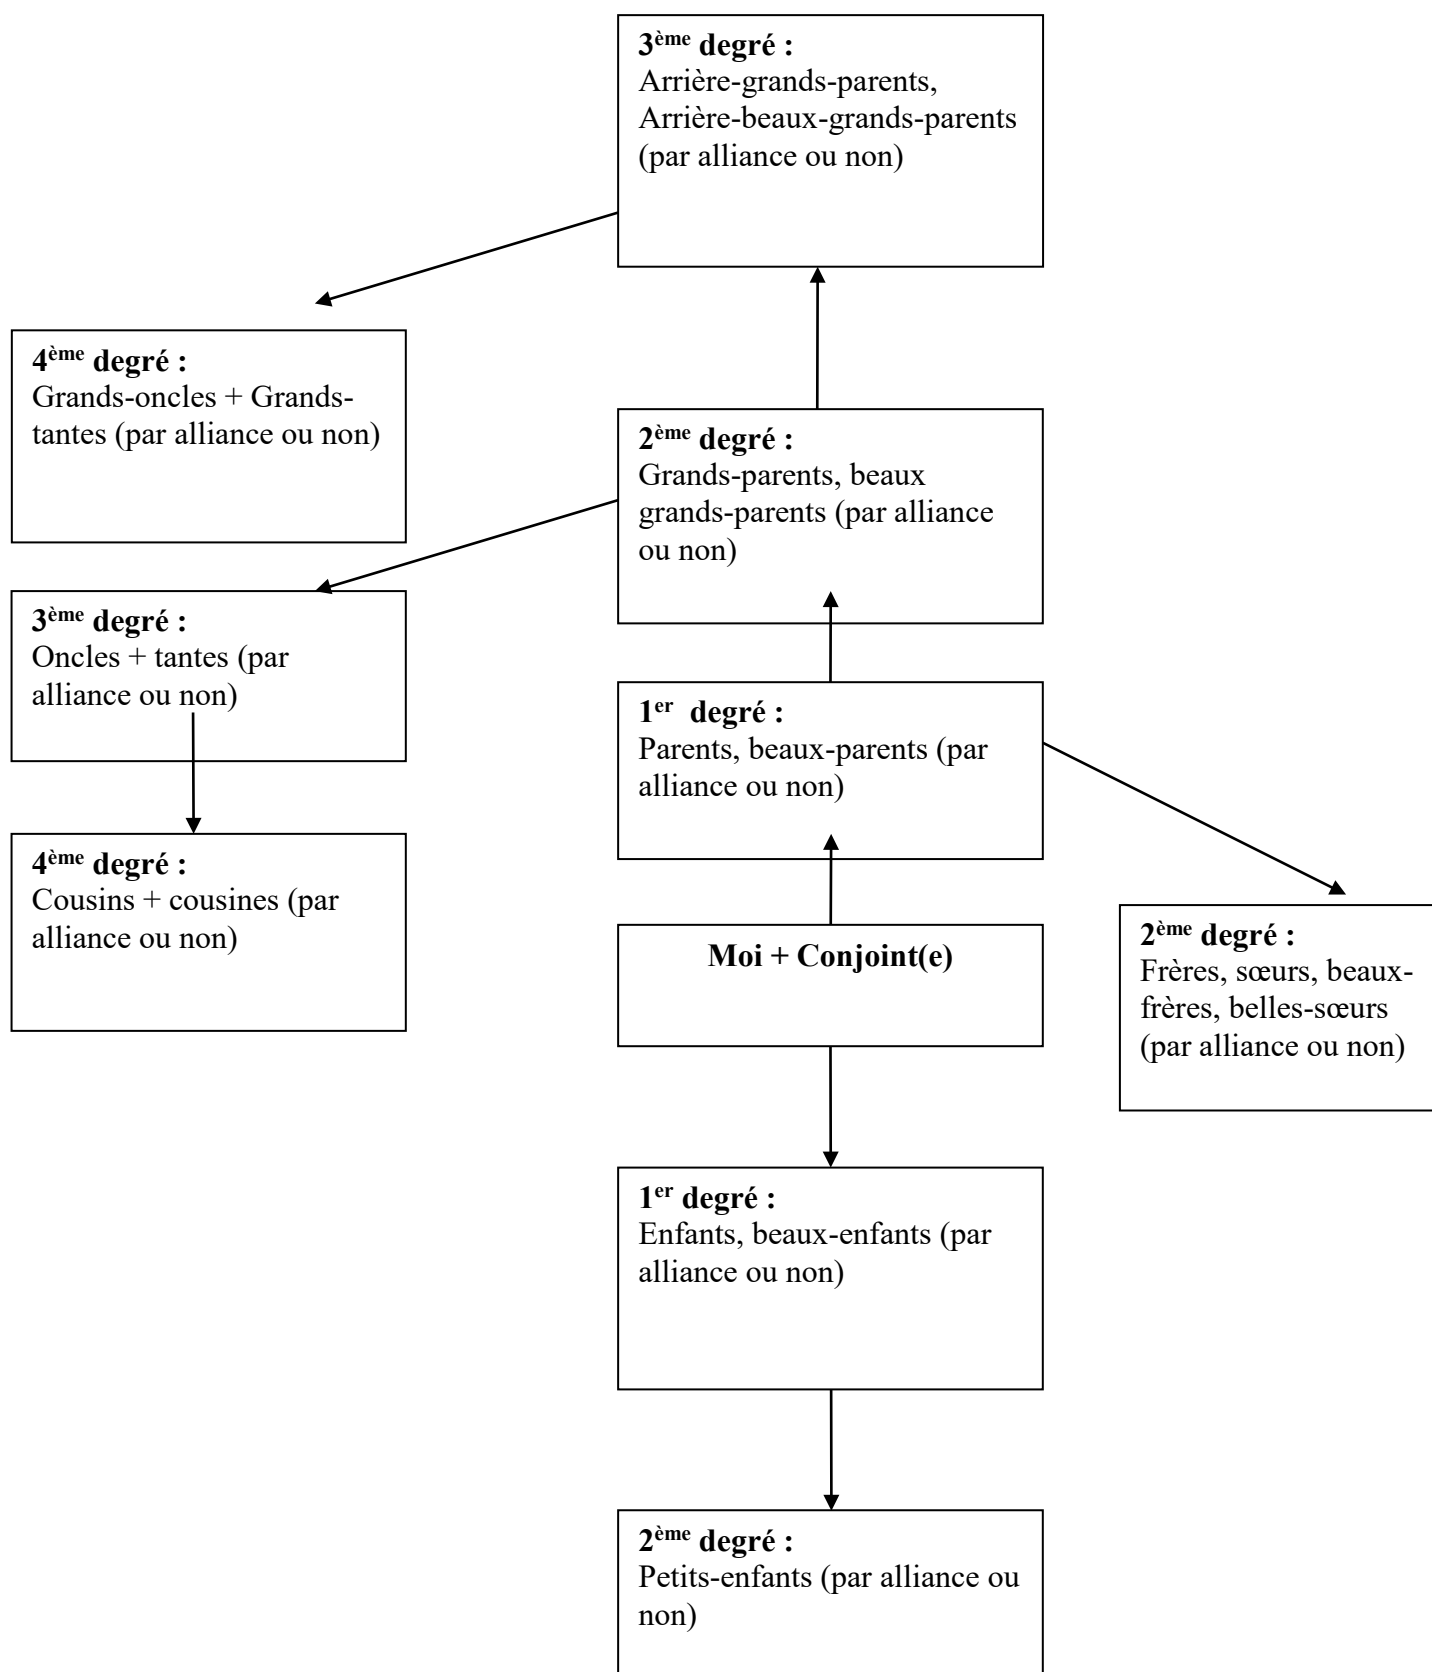 3ème degré :
Arrière-grands-parents,
Arrière-beaux-grands-parents
(par alliance ou non)
4ème degré :
Grands-oncles + Grands-
tantes (par alliance ou non)
2ème degré :
Grands-parents, beaux
grands-parents (par alliance
ou non)
3ème degré :
Oncles + tantes (par
alliance ou non)
1er degré :
Parents, beaux-parents (par
alliance ou non)
4ème degré :
Cousins + cousines (par
alliance ou non)
Moi + Conjoint(e)
2ème degré :
Frères, sœurs, beaux-
frères, belles-sœurs
(par alliance ou non)
1er degré :
Enfants, beaux-enfants (par
alliance ou non)
2ème degré :
Petits-enfants (par alliance ou
non)